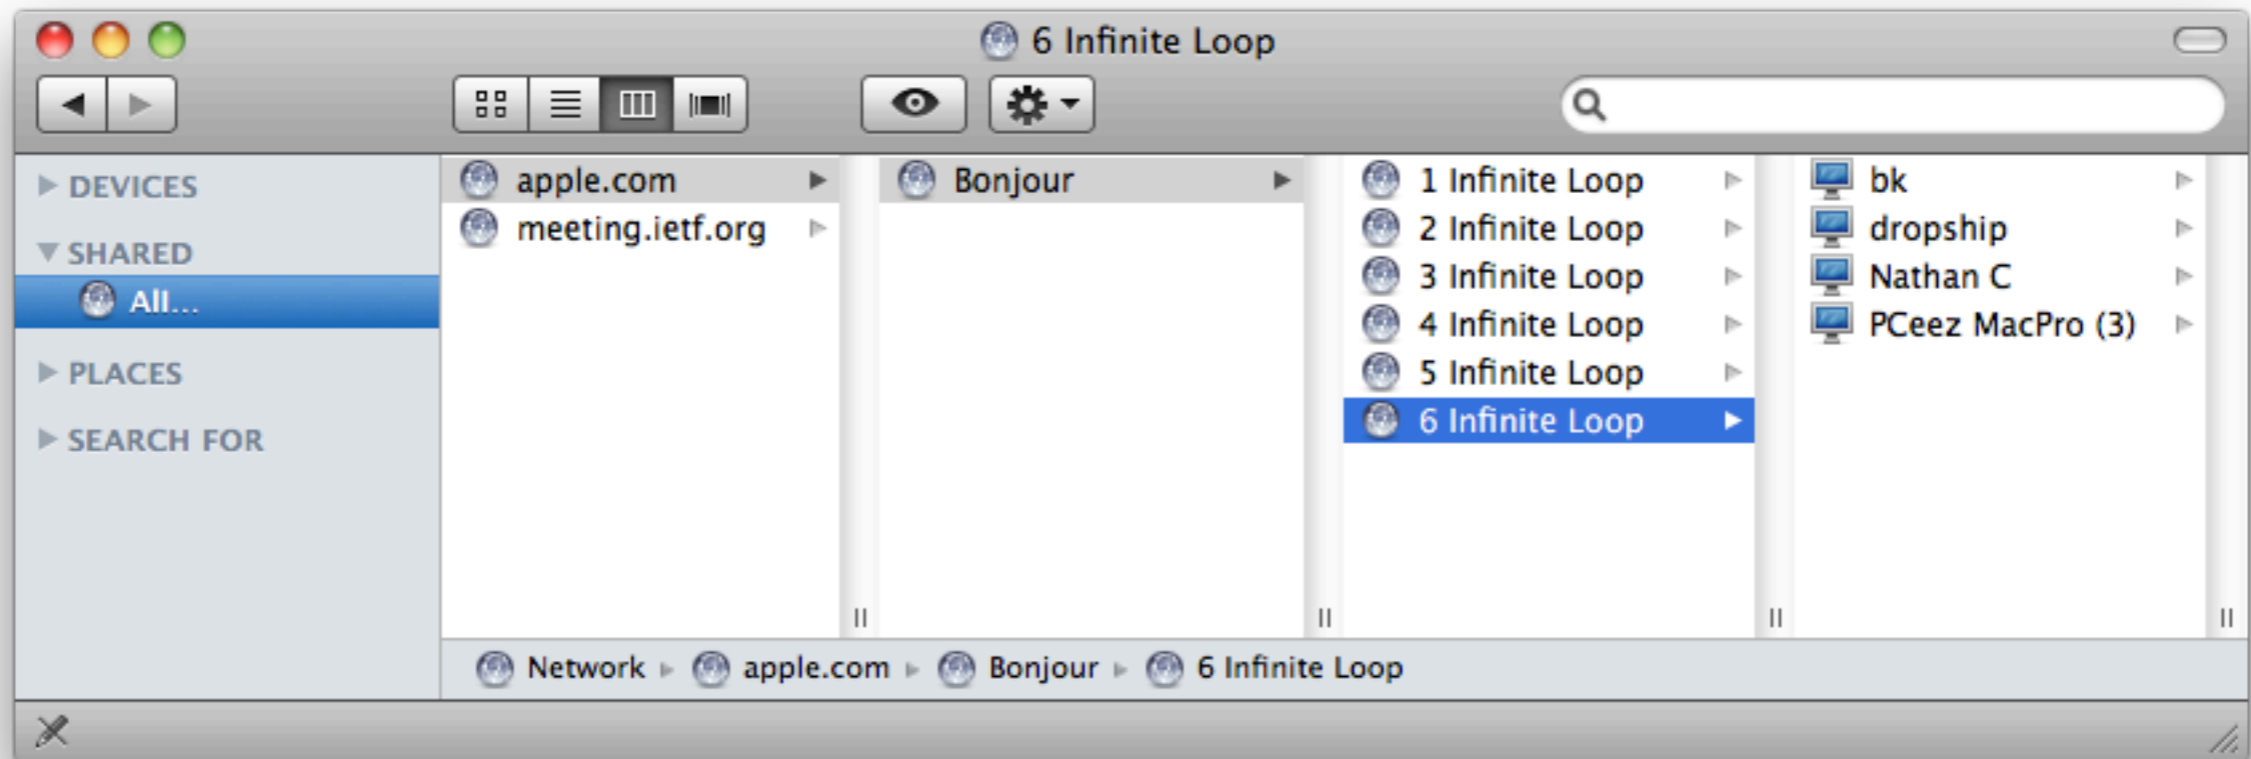 6 Infinite Loop
DEVICES
SHARED
All...
PLACES
SEARCH FOR
apple.com
meeting.ietf.org
Bonjour
1 Infinite Loop
2 Infinite Loop
3 Infinite Loop
4 Infinite Loop
5 Infinite Loop
6 Infinite Loop
bk
dropship
Nathan C
PCeez MacPro (3)
Network apple.com Bonjour 6 Infinite Loop